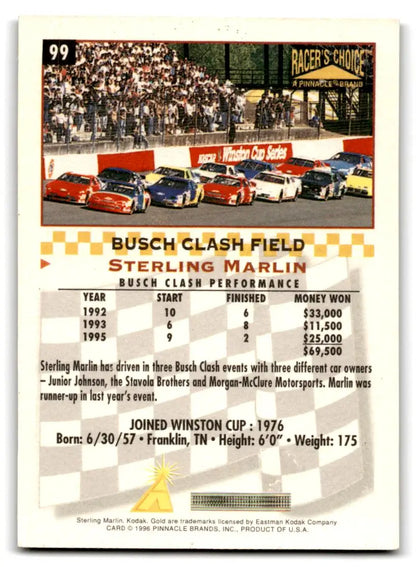 99
RACER'S CHOICE
A PINNACLE BRAND
NASCAR Winston Cup Series
BUSCH CLASH FIELD
STERLING MARLIN
BUSCH CLASH PERFORMANCE
YEAR START FINISHED MONEY WON
1992 10 6 $33,000
1993 6 8 $11,500
1995 9 2 $25,000
$69,500
Sterling Marlin has driven in three Busch Clash events with three different car owners
– Junior Johnson, the Stavola Brothers and Morgan-McClure Motorsports. Marlin was
runner-up in last year's event.
JOINED WINSTON CUP : 1976
Born: 6/30/57 • Franklin, TN • Height: 6'0" • Weight: 175
Sterling Marlin, Kodak. Gold are trademarks licensed by Eastman Kodak Company
CARD © 1996 PINNACLE BRANDS, INC., PRODUCT OF U.S.A.